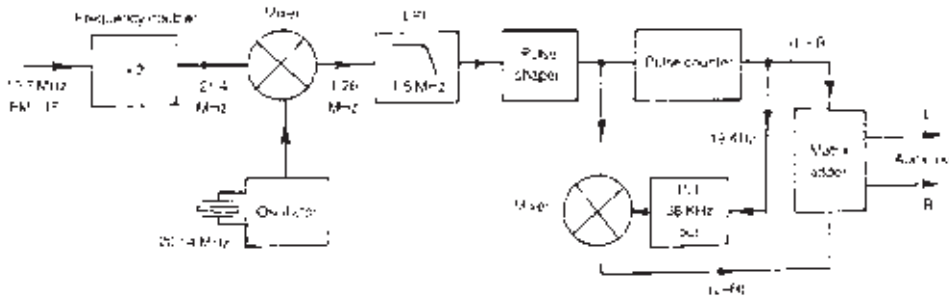 Frequency doubler
Mixer
LPF
10.7 MHz
FM IF
× 2
21.4
MHz
1.26
MHz
1.5 MHz
Pulse
shaper
Pulse counter
L + R
19 KHz
Matrix
adder
L
R
Oscillator
20.14 MHz
Mixer
PLL
38 KHz
out
(L–R)